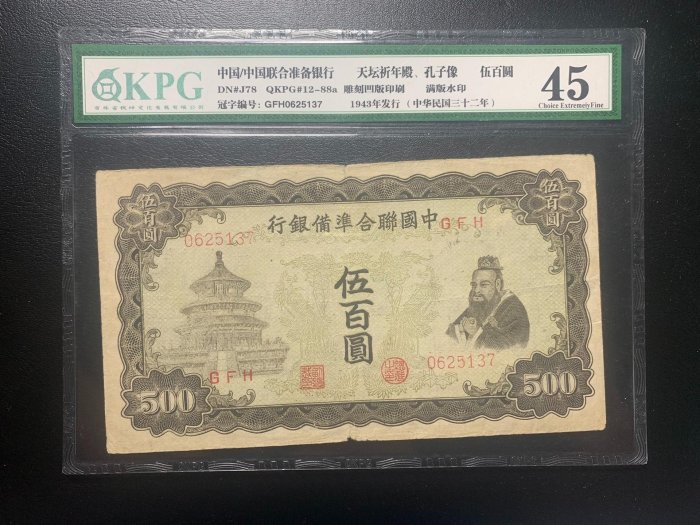 KPG
中国/中国联合准备银行 天坛祈年殿、孔子像 伍百圆
DN#J78 QKPG#12-88a 雕刻凹版印刷 满版水印
冠字编号: GFH0625137 1943年发行 (中华民国三十二年)
45
Choice Extremely Fine
伍百圓
伍百圓
行銀備準合聯國中
0625137
GFH
伍百圓
GFH
0625137
500
500